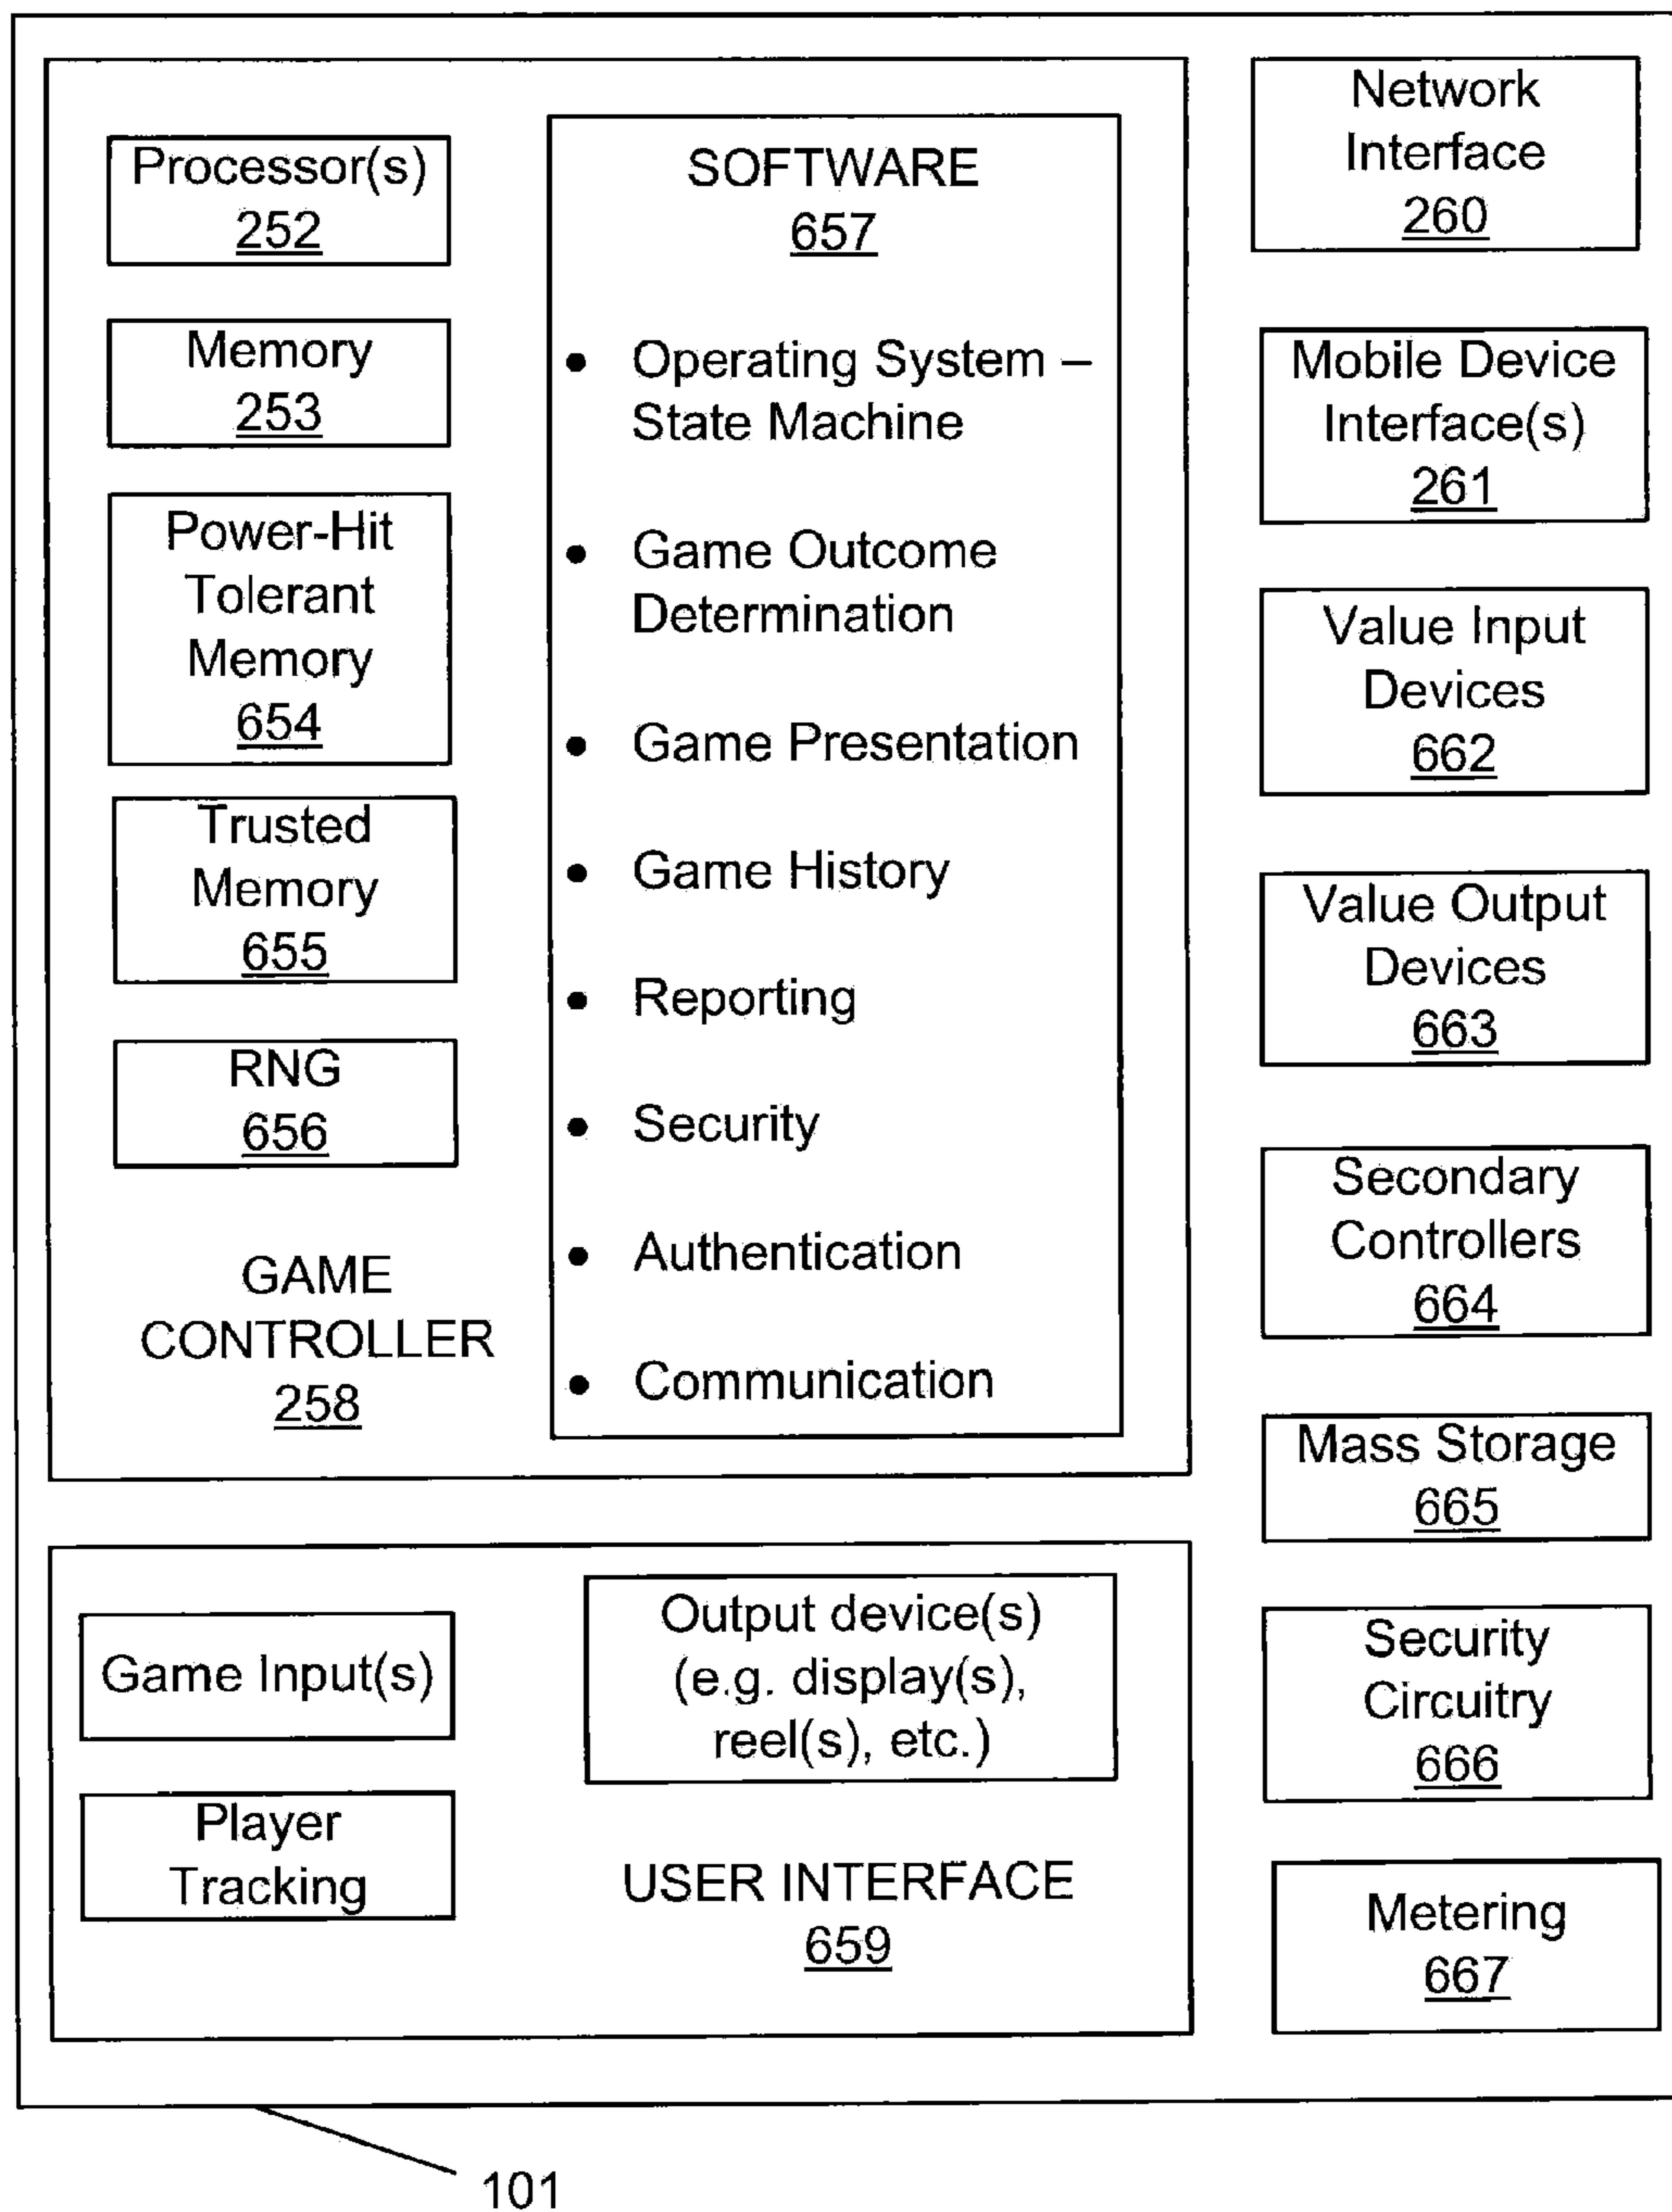 Processor(s)
252
Memory
253
Power-Hit
Tolerant
Memory
654
Trusted
Memory
655
RNG
656
GAME
CONTROLLER
258
SOFTWARE
657
• Operating System –
State Machine
• Game Outcome
Determination
• Game Presentation
• Game History
• Reporting
• Security
• Authentication
• Communication
Network
Interface
260
Mobile Device
Interface(s)
261
Value Input
Devices
662
Value Output
Devices
663
Secondary
Controllers
664
Mass Storage
665
Security
Circuitry
666
Metering
667
Game Input(s)
Player
Tracking
Output device(s)
(e.g. display(s),
reel(s), etc.)
USER INTERFACE
659
101